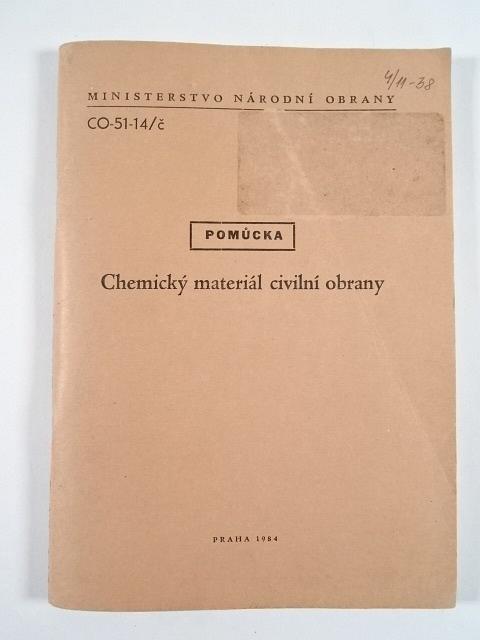 4/11-38
MINISTERSTVO NÁRODNÍ OBRANY
CO-51-14/č
POMŮCKA
Chemický materiál civilní obrany
PRAHA 1984